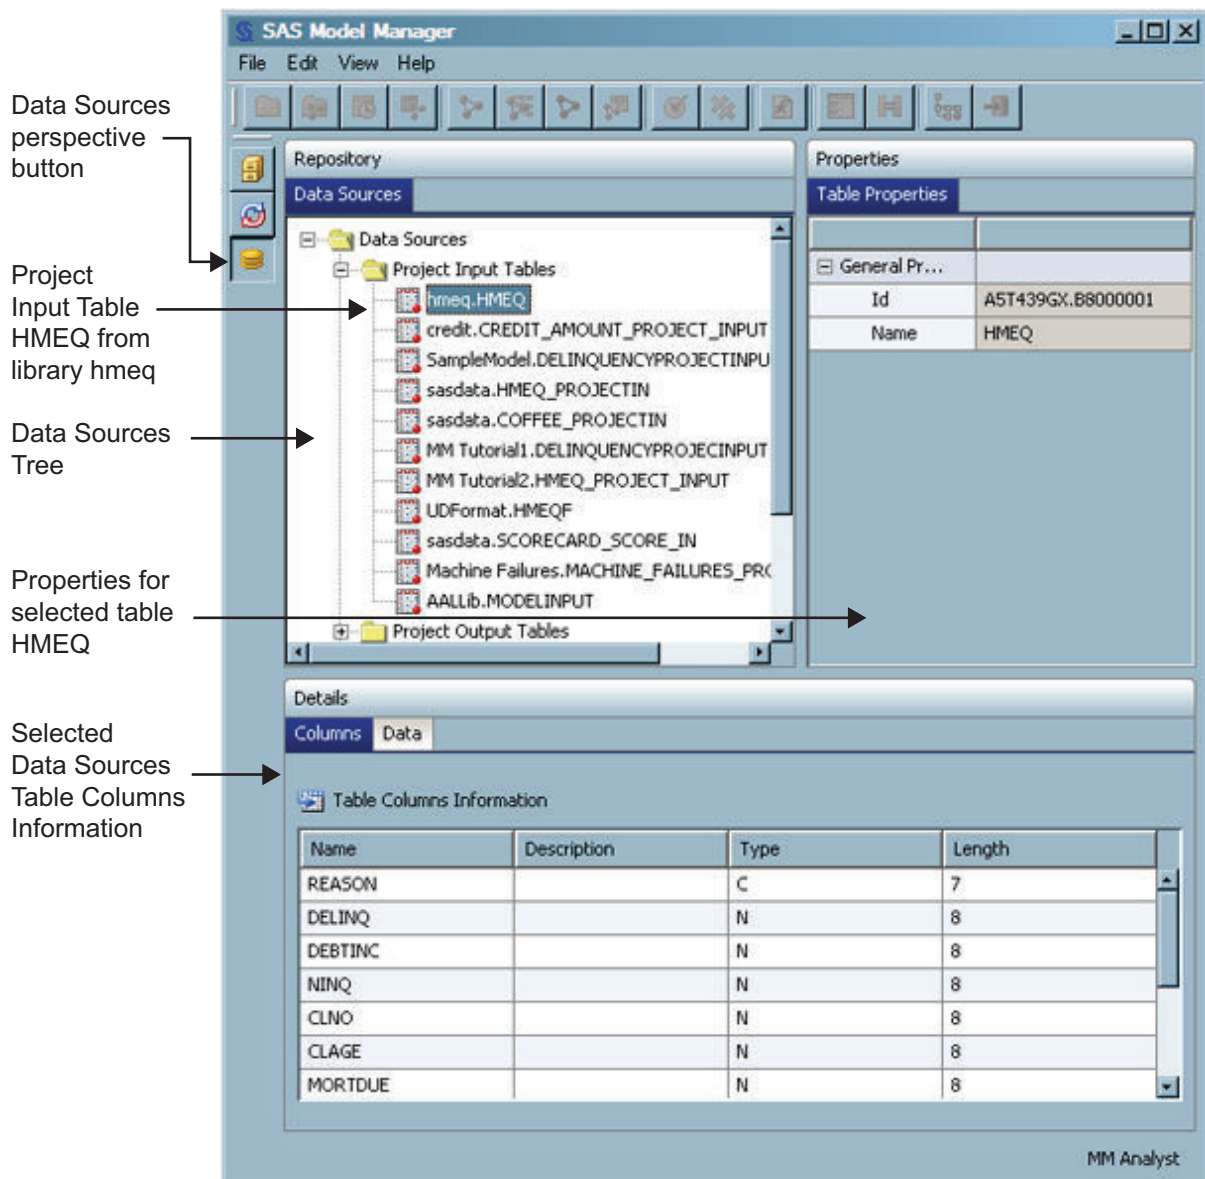 SAS Model Manager
File Edit View Help
Data Sources
perspective
button
Project
Input Table
HMEQ from
library hmeq
Data Sources
Tree
Properties for
selected table
HMEQ
Selected
Data Sources
Table Columns
Information
Repository
Data Sources
Data Sources
Project Input Tables
hmeq.HMEQ
credit.CREDIT_AMOUNT_PROJECT_INPUT
SampleModel.DELINQUENCYPROJECTINPU
sasdata.HMEQ_PROJECTIN
sasdata.COFFEE_PROJECTIN
MM Tutorial1.DELINQUENCYPROJECINPUT
MM Tutorial2.HMEQ_PROJECT_INPUT
UDFormat.HMEQF
sasdata.SCORECARD_SCORE_IN
Machine Failures.MACHINE_FAILURES_PRO
AALLib.MODELINPUT
Project Output Tables
Properties
Table Properties
General Pr...
Id A5T439GX.B8000001
Name HMEQ
Details
Columns Data
Table Columns Information
Name Description Type Length
REASON C 7
DELINQ N 8
DEBTINC N 8
NINQ N 8
CLNO N 8
CLAGE N 8
MORTDUE N 8
MM Analyst